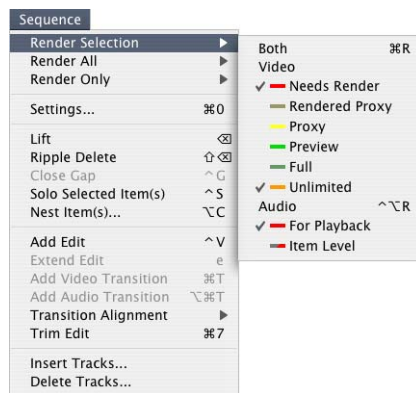 Sequence
Render Selection ▶
Render All ▶
Render Only ▶
Settings... ⌘0
Lift ⌫
Ripple Delete ⇧⌫
Close Gap ^G
Solo Selected Item(s) ^S
Nest Item(s)... ⌥C
Add Edit ^V
Extend Edit e
Add Video Transition ⌘T
Add Audio Transition ⌥⌘T
Transition Alignment ▶
Trim Edit ⌘7
Insert Tracks...
Delete Tracks...
Both ⌘R
Video
✓ Needs Render
Rendered Proxy
Proxy
Preview
Full
✓ Unlimited
Audio ^⌥R
✓ For Playback
Item Level